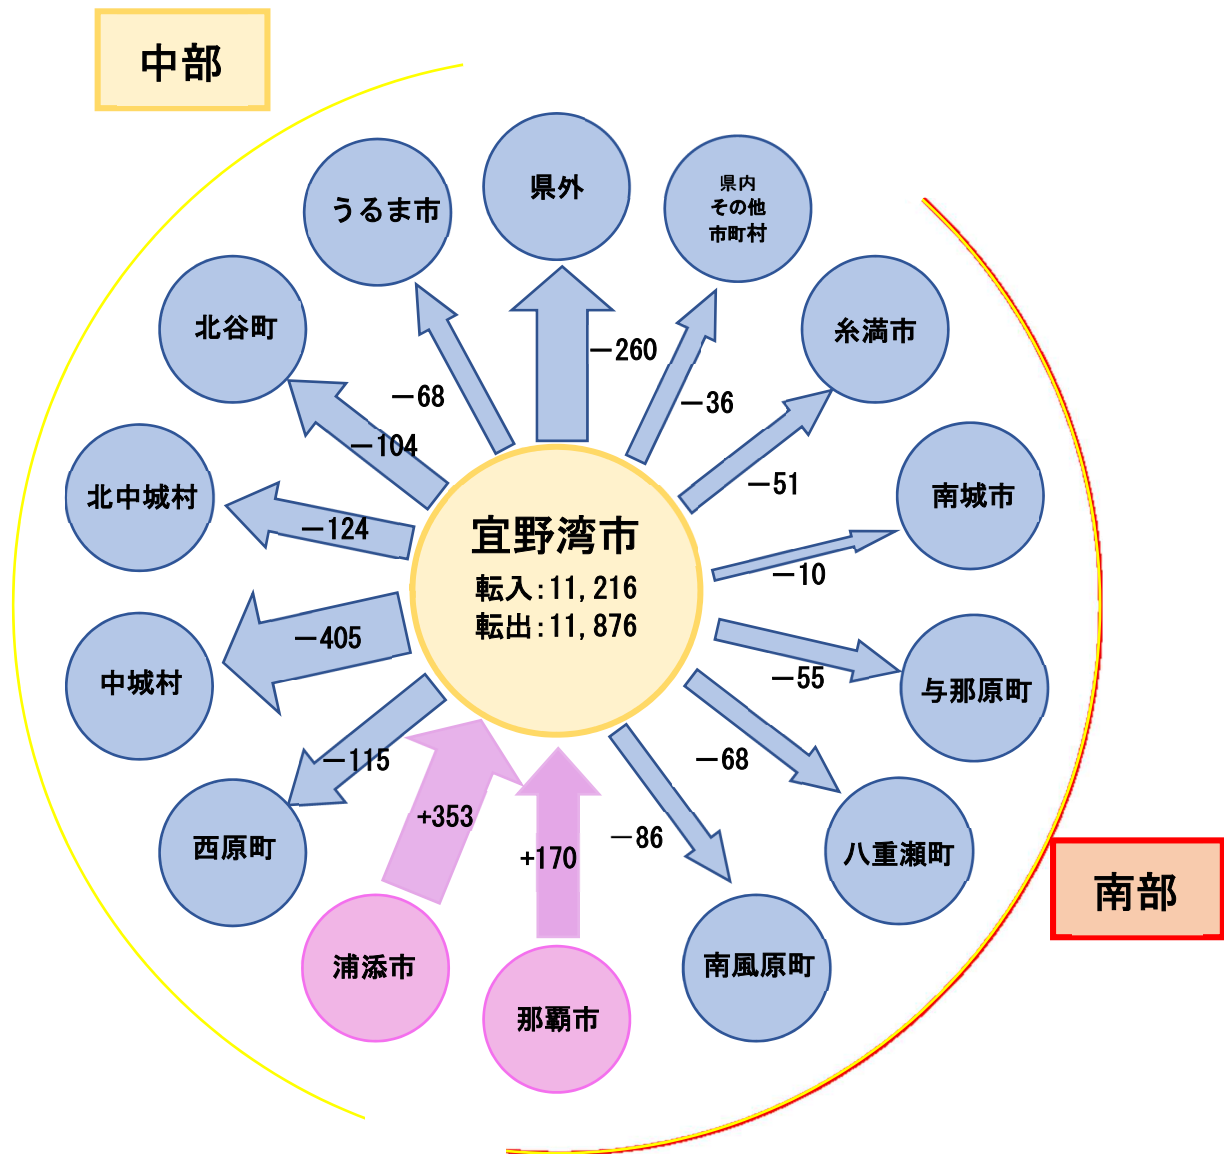 中部
うるま市
県外
県内
その他
市町村
北谷町
糸満市
北中城村
南城市
中城村
与那原町
西原町
八重瀬町
浦添市
那覇市
南風原町
南部
宜野湾市
転入:11,216
転出:11,876
－68
－260
－36
－104
－51
－124
－10
－405
－55
－115
－68
+353
+170
－86